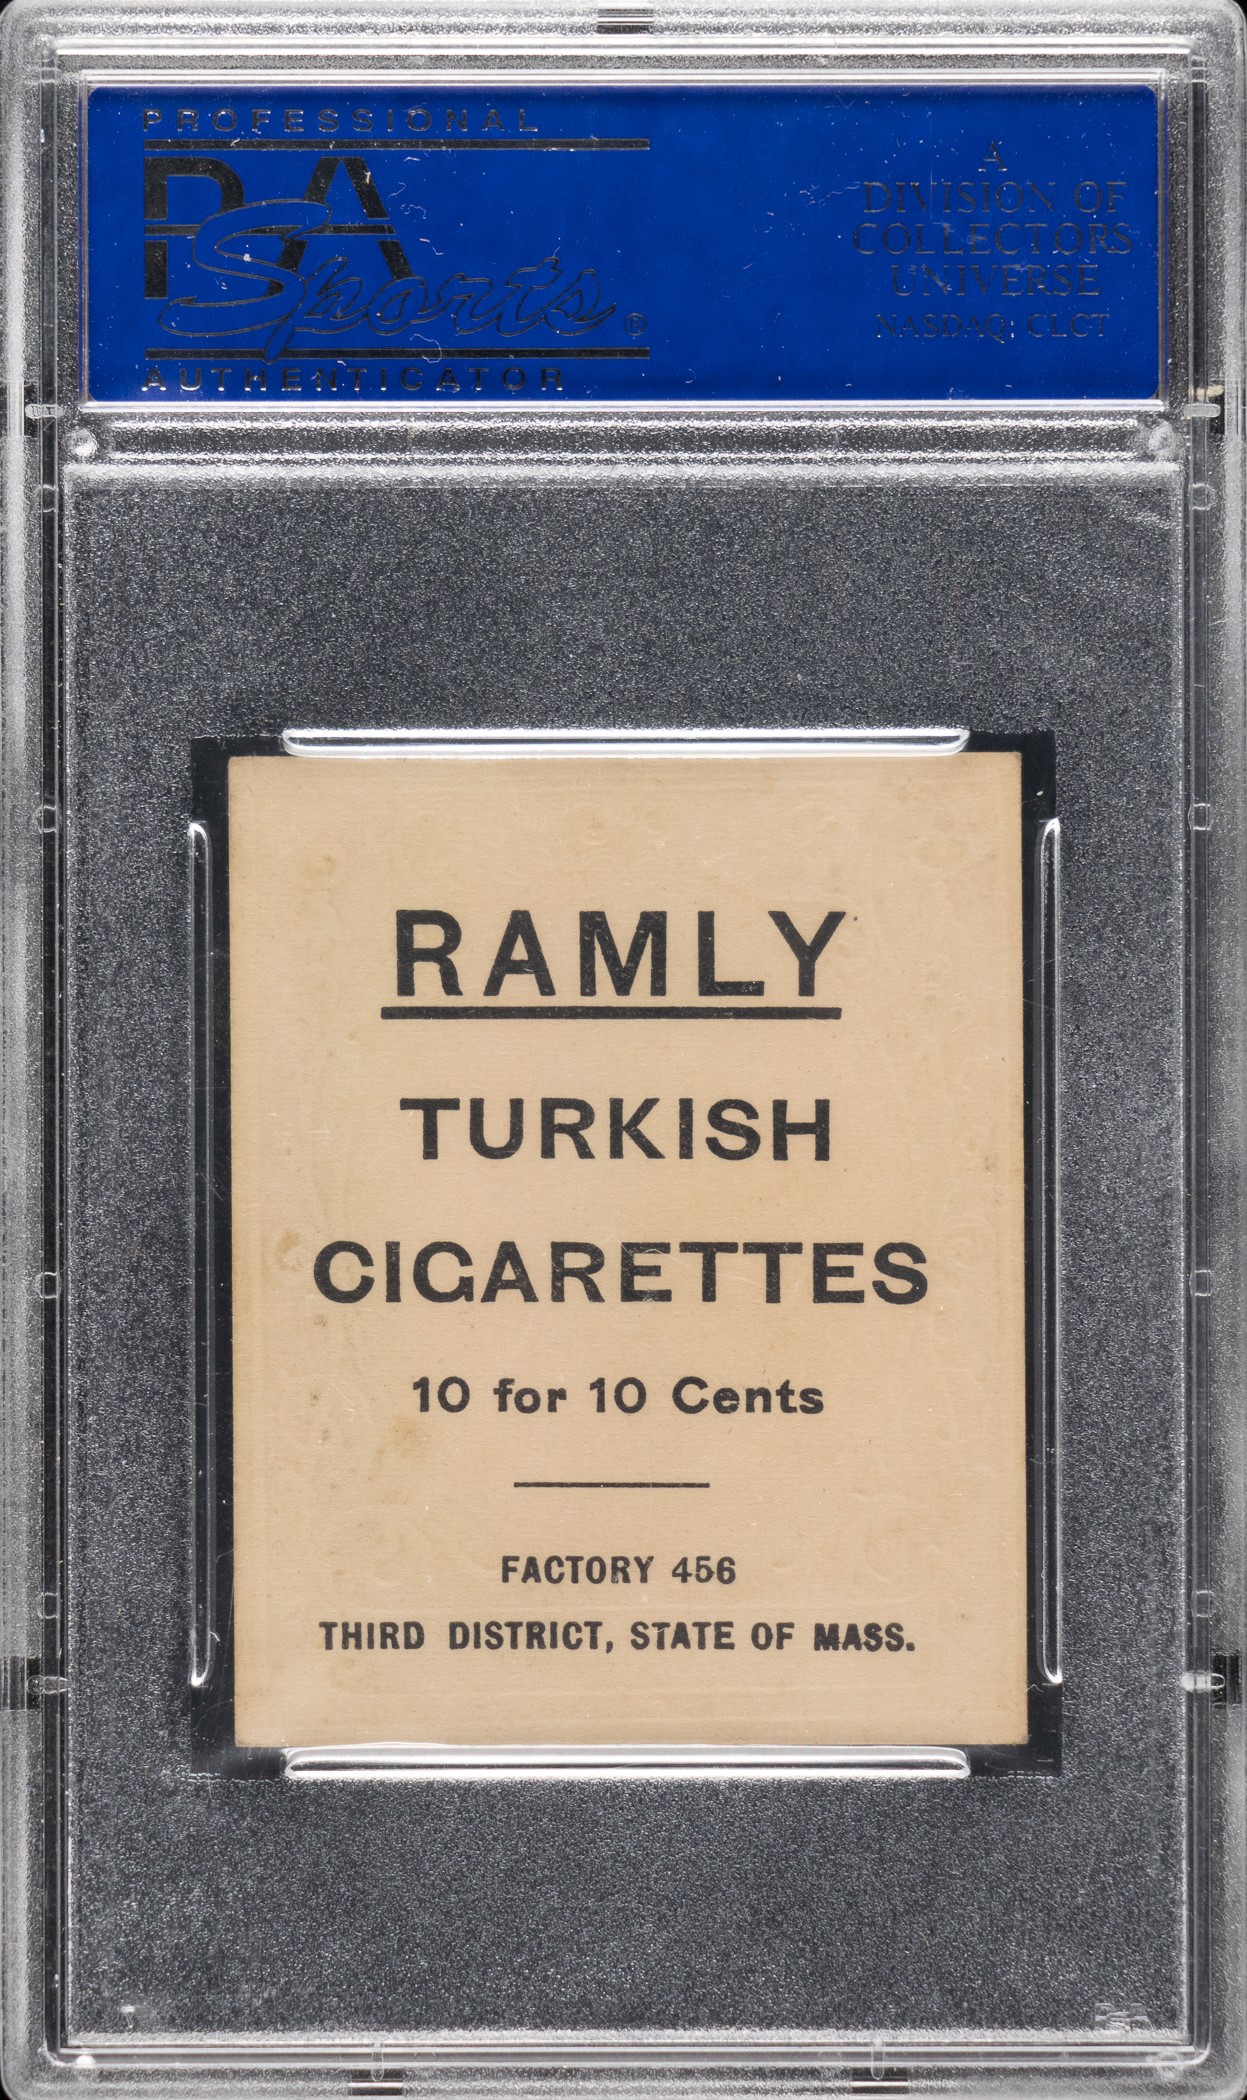 PROFESSIONAL
PSA
Sports®
AUTHENTICATOR
A
DIVISION OF
COLLECTORS
UNIVERSE
NASDAQ: CLCT
RAMLY
TURKISH
CIGARETTES
10 for 10 Cents
FACTORY 456
THIRD DISTRICT, STATE OF MASS.
PSA